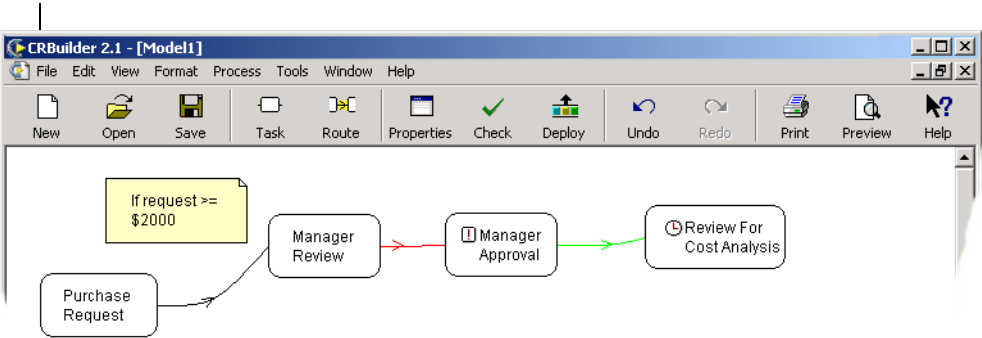 CRBuilder 2.1 - [Model1]
File Edit View Format Process Tools Window Help
New Open Save Task Route Properties Check Deploy Undo Redo Print Preview Help
If request >=
$2000
Manager
Review
Manager
Approval
Review For
Cost Analysis
Purchase
Request